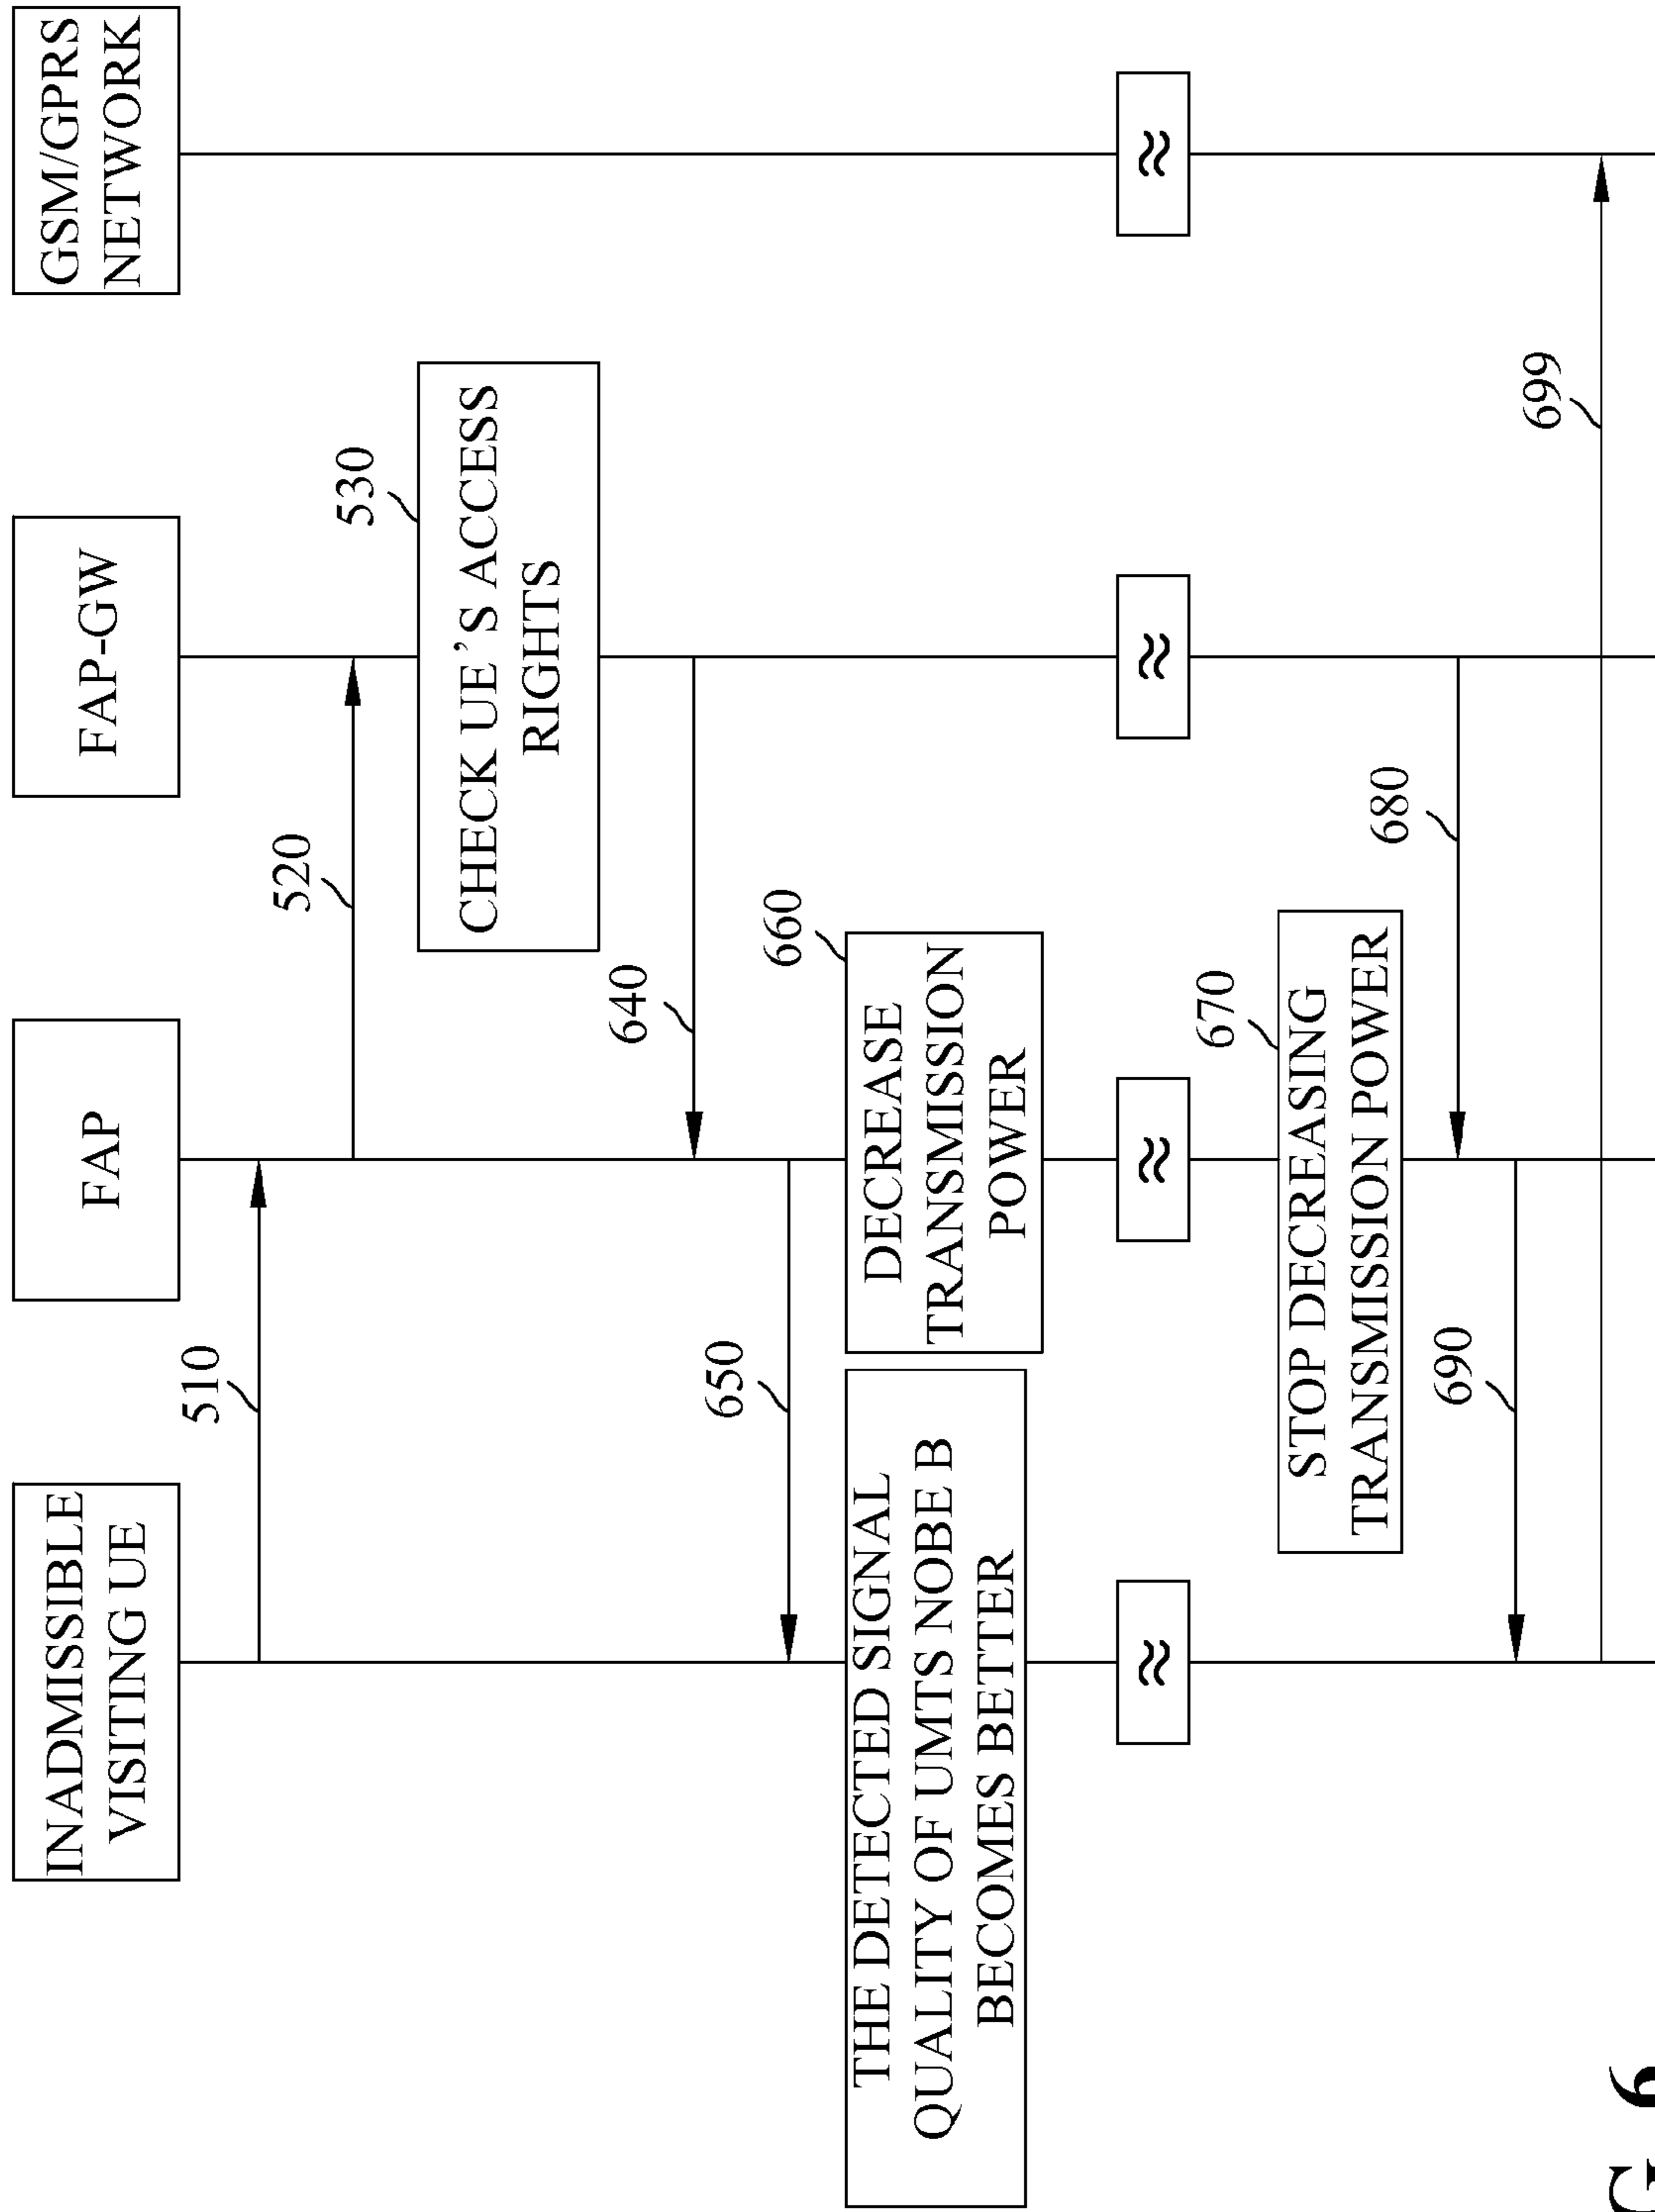 INADMISSIBLE
VISITING UE
FAP
FAP-GW
GSM/GPRS
NETWORK
510
520
530
CHECK UE'S ACCESS
RIGHTS
640
650
THE DETECTED SIGNAL
QUALITY OF UMTS NOBE B
BECOMES BETTER
660
DECREASE
TRANSMISSION
POWER
≈
≈
≈
≈
670
STOP DECREASING
TRANSMISSION POWER
680
690
699